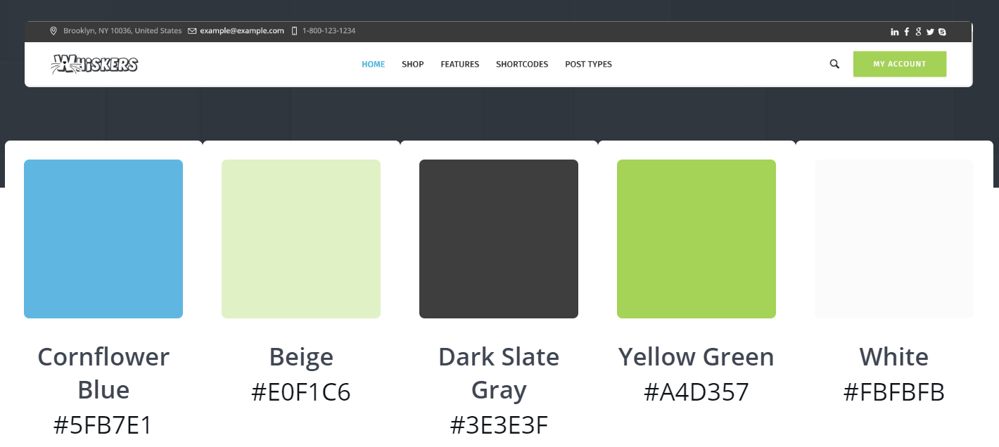 Brooklyn, NY 10036, United States example@example.com 1-800-123-1234
WHiSKERS HOME SHOP FEATURES SHORTCODES POST TYPES MY ACCOUNT
Cornflower Blue
#5FB7E1
Beige
#E0F1C6
Dark Slate Gray
#3E3E3F
Yellow Green
#A4D357
White
#FBFBFB